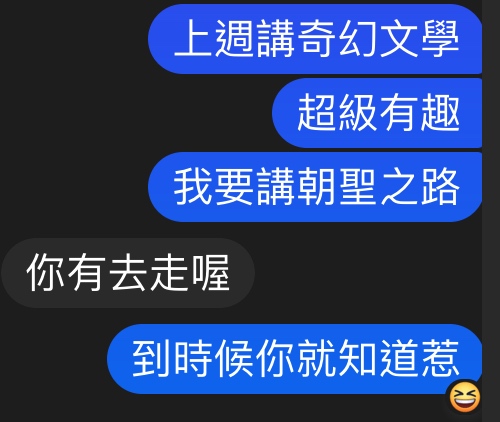 上週講奇幻文學
超級有趣
我要講朝聖之路
你有去走喔
到時候你就知道惹